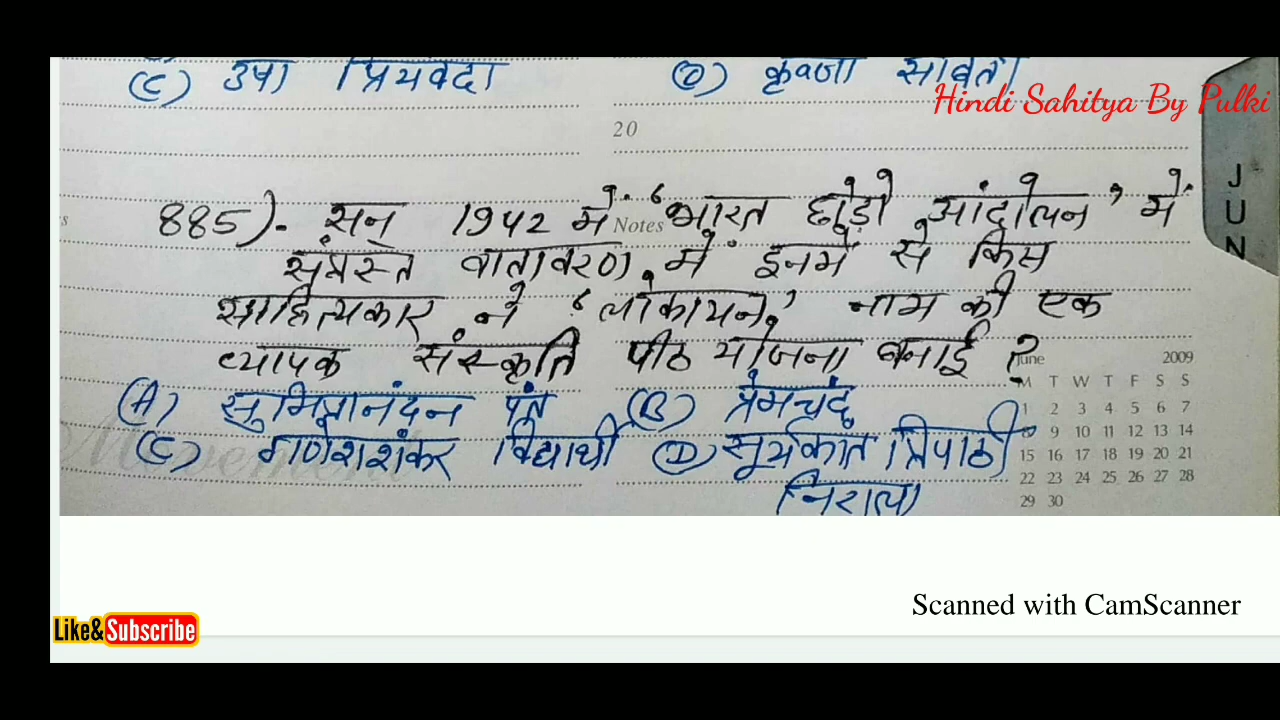 (C) उषा प्रियंवदा (D) कृष्णा सोबती
Hindi Sahitya By Pulki
20
885). सन् 1942 में 'भारत छोड़ो आंदोलन' में
Notes
संत्रस्त वातावरण में इनमें से किस
साहित्यकार ने 'लोकायन' नाम की एक
व्यापक संस्कृति पीठ योजना बनाई ?
(A) सुमित्रानंदन पंत (B) प्रेमचंद
(C) गणेशशंकर विद्यार्थी (D) सूर्यकांत त्रिपाठी
निराला
JUN
June 2009
M T W T F S S
1 2 3 4 5 6 7
8 9 10 11 12 13 14
15 16 17 18 19 20 21
22 23 24 25 26 27 28
29 30
Scanned with CamScanner
Like& Subscribe